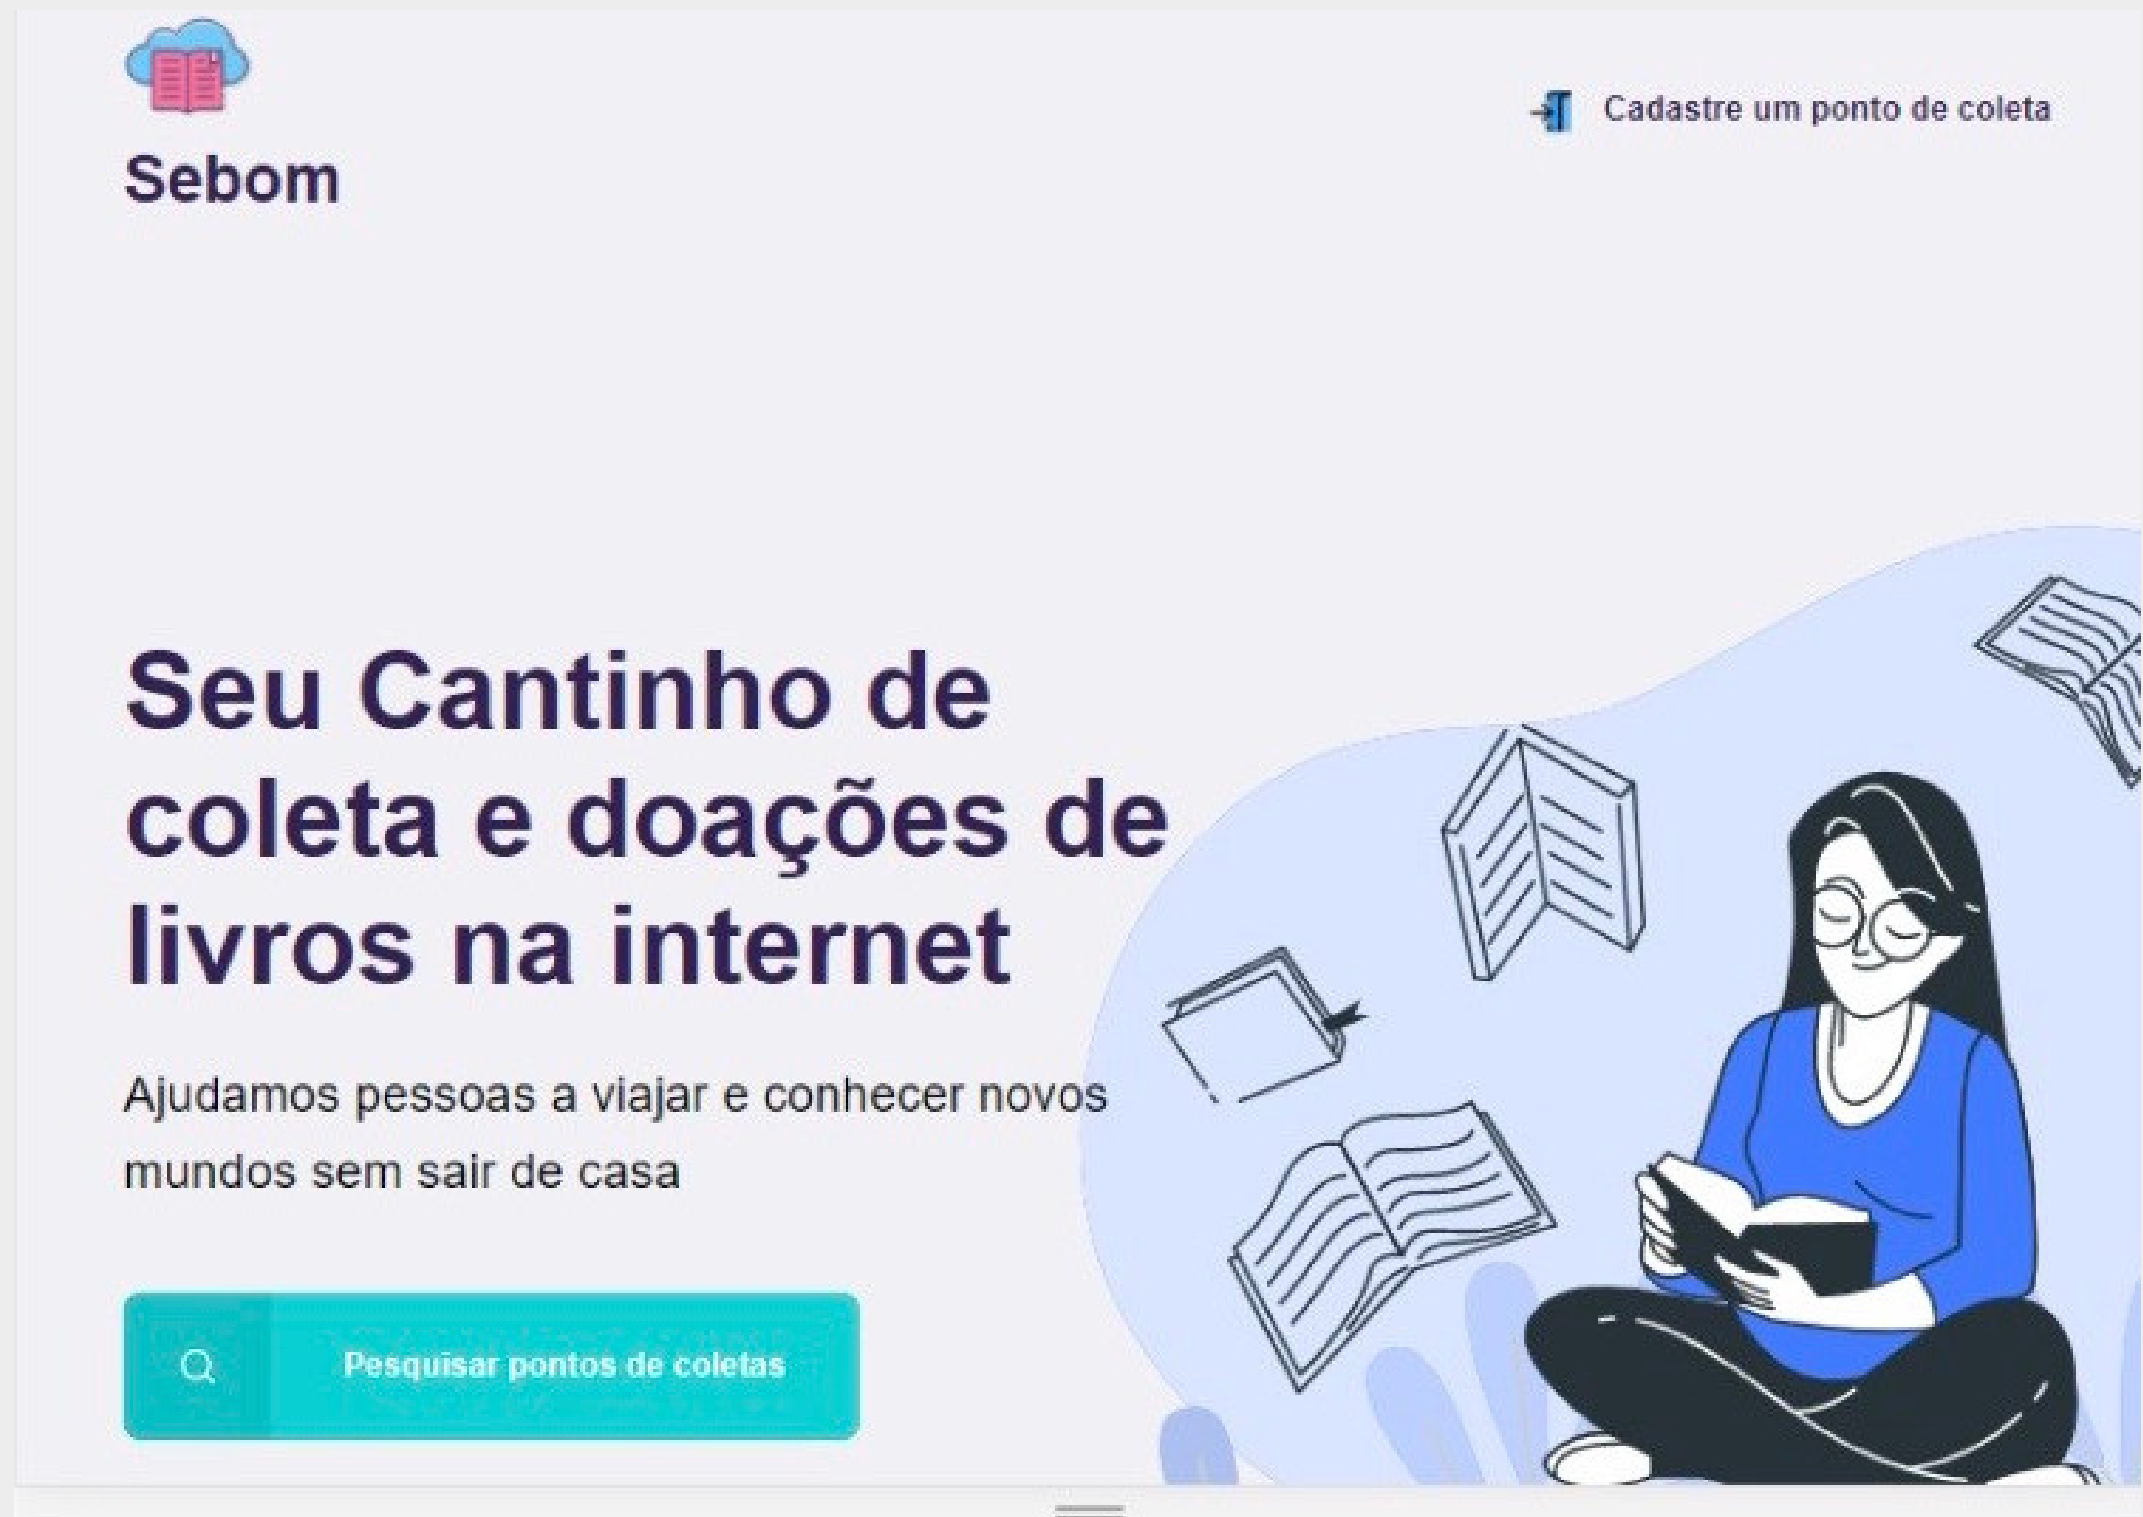 Sebom
Cadastre um ponto de coleta
Seu Cantinho de
coleta e doações de
livros na internet
Ajudamos pessoas a viajar e conhecer novos
mundos sem sair de casa
Pesquisar pontos de coletas